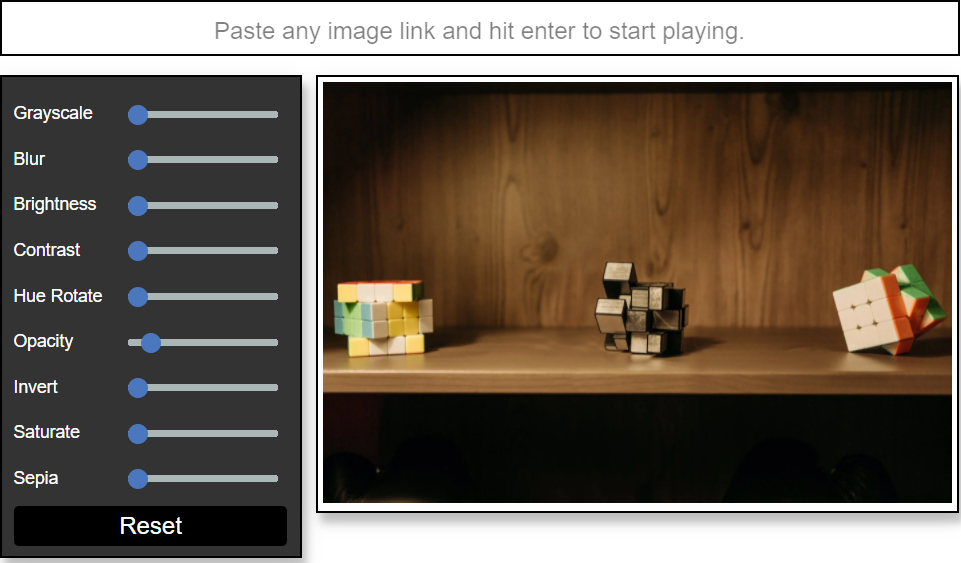 Paste any image link and hit enter to start playing.
Grayscale
Blur
Brightness
Contrast
Hue Rotate
Opacity
Invert
Saturate
Sepia
Reset